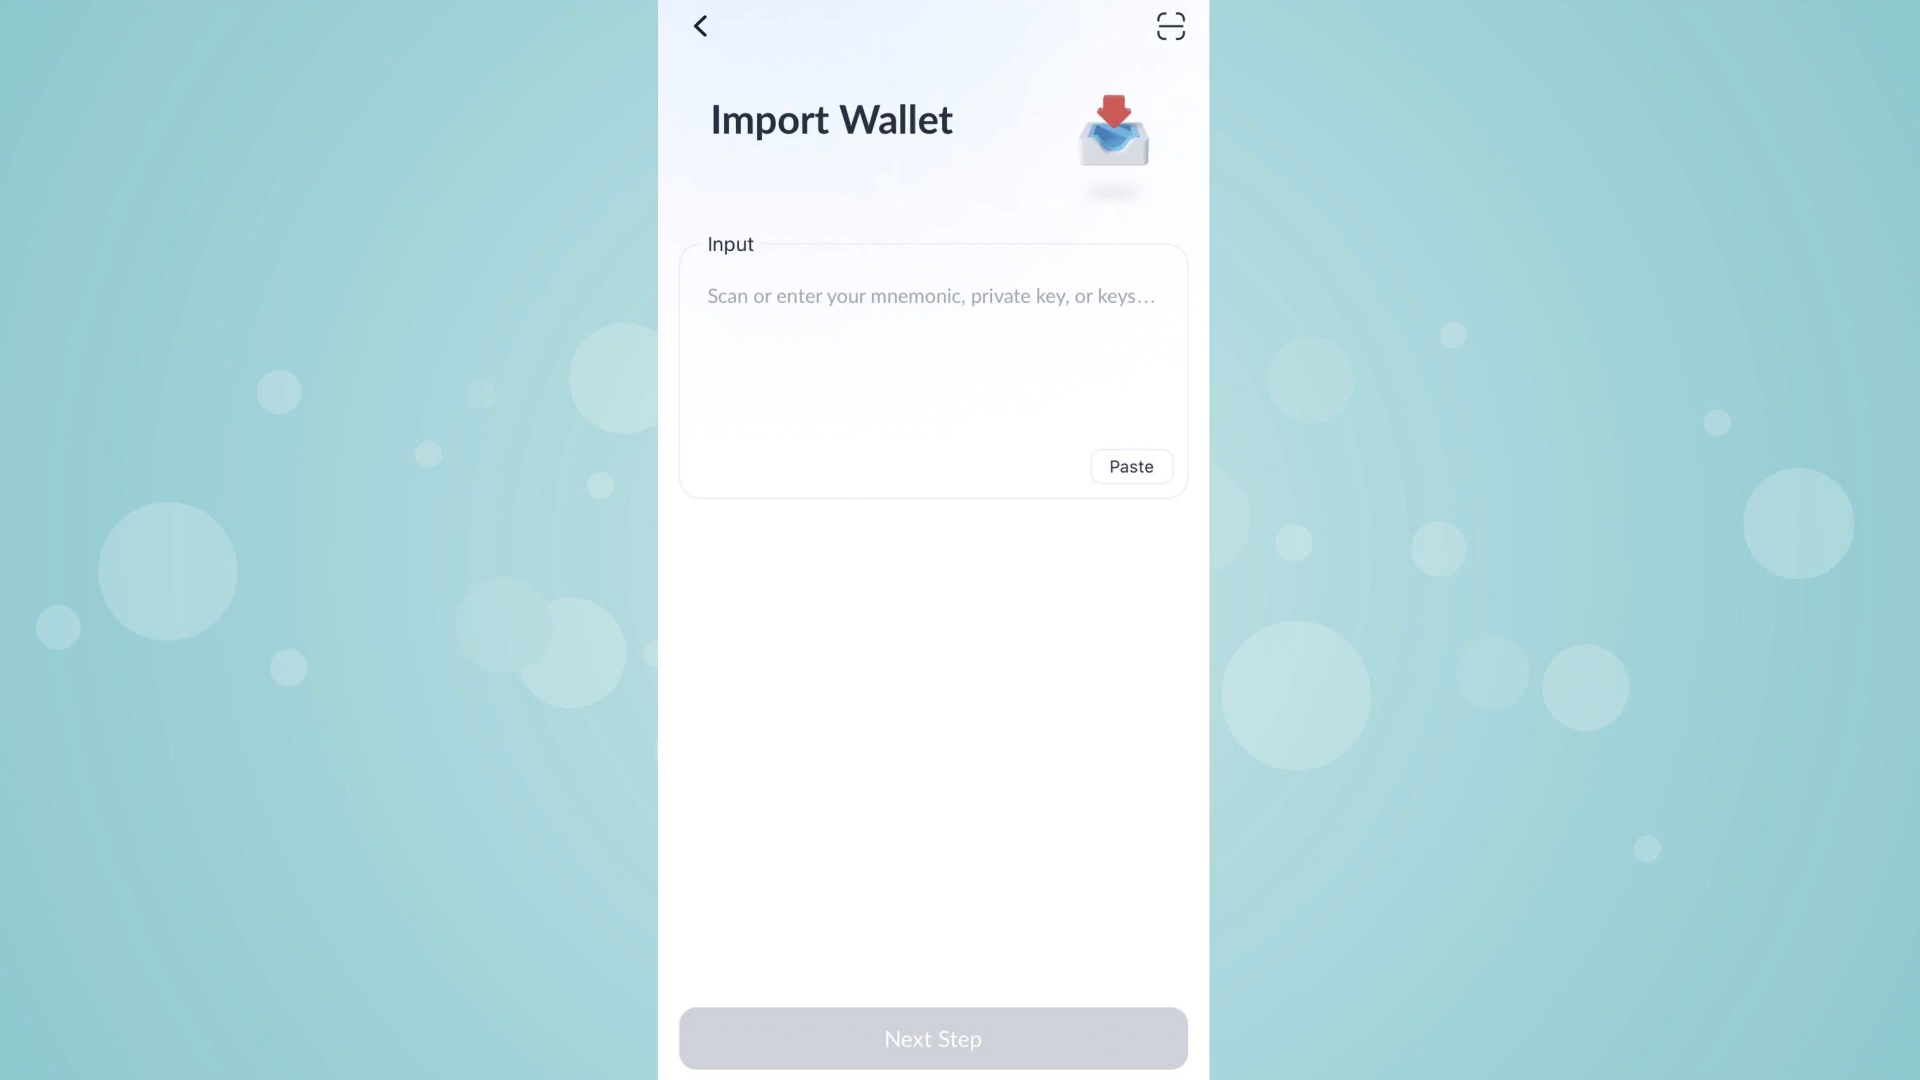 Import Wallet
Input
Scan or enter your mnemonic, private key, or keys...
Paste
Next Step